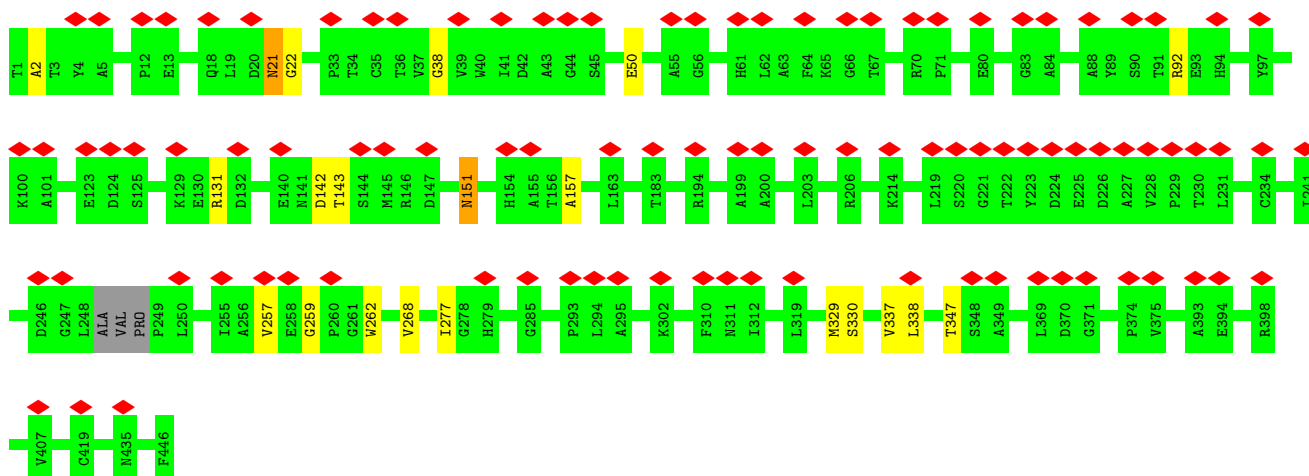 T1 A2 T3 Y4 A5 P12 E13 Q18 L19 D20 N21 G22 P33 T34 C35 T36 V37 G38 V39 W40 I41 D42 A43 G44 S45 E50 A55 G56 H61 L62 A63 F64 K65 G66 T67 R70 P71 E80 G83 A84 A88 Y89 S90 T91 R92 E93 H94 Y97
K100 A101 E123 D124 S125 K129 E130 R131 D132 E140 N141 D142 T143 S144 M145 R146 D147 N151 H154 A155 T156 A157 L163 T183 R194 A199 A200 L203 R206 K214 L219 S220 G221 T222 Y223 D224 E225 D226 A227 V228 P229 T230 L231 C234
D246 G247 L248 ALA VAL PRO P249 L250 I255 A256 V257 E258 G259 P260 G261 W262 V268 I277 G278 H279 G285 P293 L294 A295 K302 F310 N311 I312 L319 M329 S330 V337 L338 T347 S348 A349 L369 D370 G371 P374 V375 A393 E394 R398
V407 C419 N435 F446